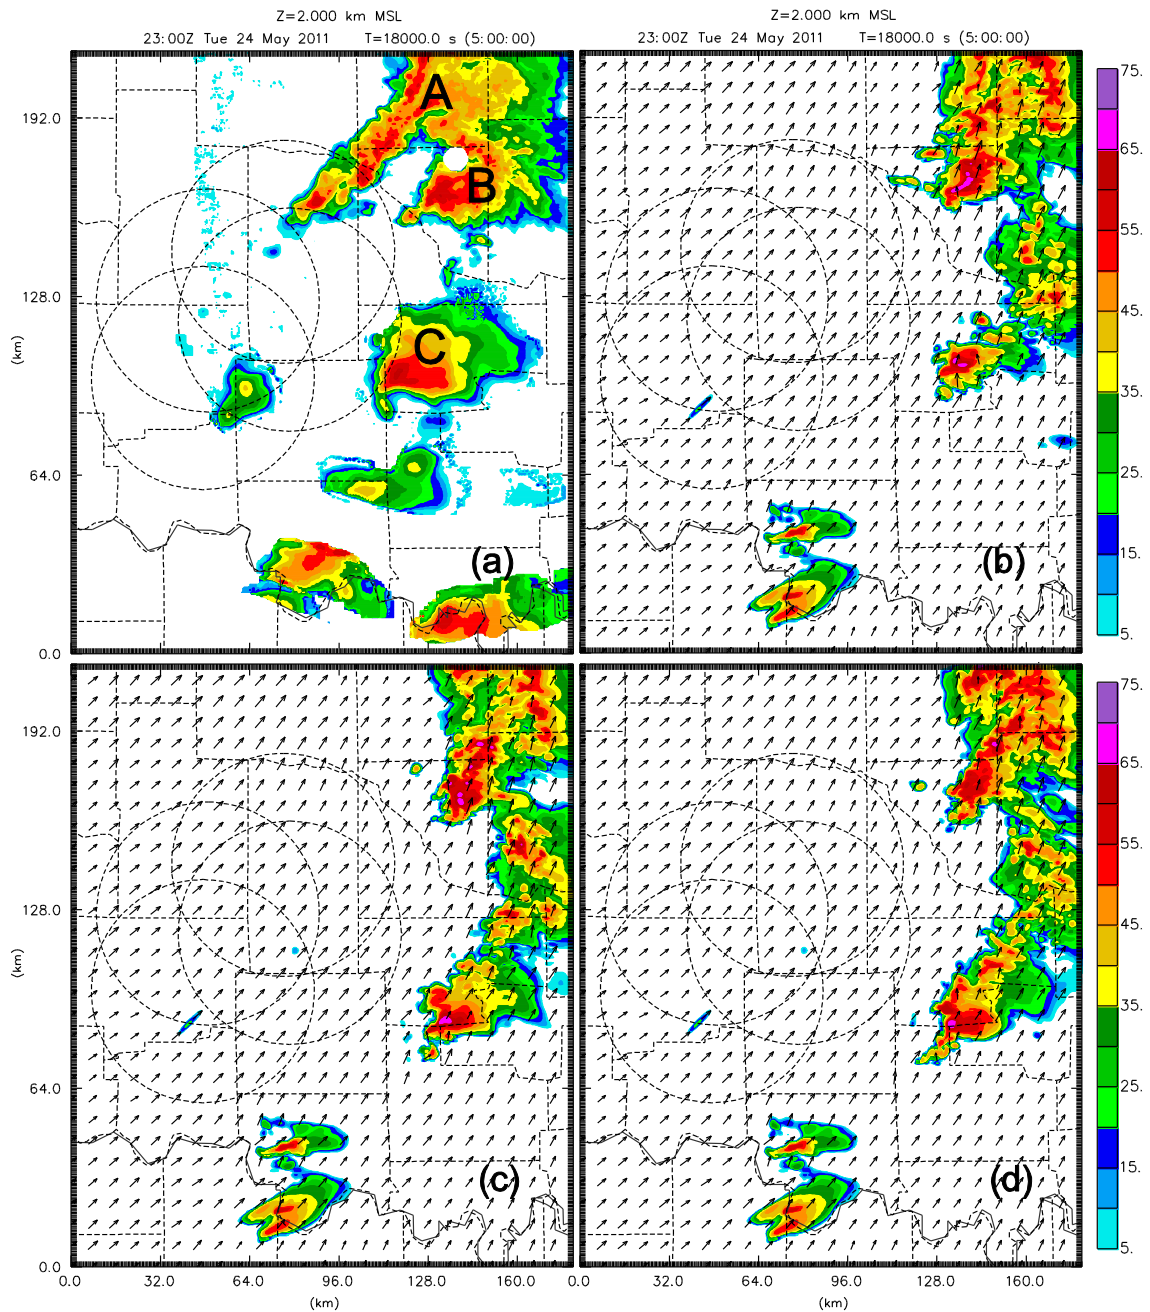 Z=2.000 km MSL
23:00Z Tue 24 May 2011 T=18000.0 s (5:00:00)
Z=2.000 km MSL
23:00Z Tue 24 May 2011 T=18000.0 s (5:00:00)
192.0
128.0
64.0
0.0
(km)
A
B
C
(a)
(b)
75.
65.
55.
45.
35.
25.
15.
5.
192.0
128.0
64.0
0.0
(km)
(c)
(d)
75.
65.
55.
45.
35.
25.
15.
5.
0.0 32.0 64.0 96.0 128.0 160.0
(km)
0.0 32.0 64.0 96.0 128.0 160.0
(km)